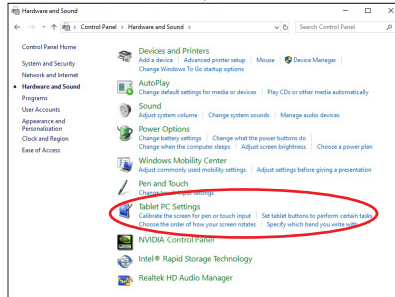 Hardware and Sound
Control Panel > Hardware and Sound >
Search Control Panel
Control Panel Home
System and Security
Network and Internet
Hardware and Sound
Programs
User Accounts
Appearance and
Personalization
Clock and Region
Ease of Access
Devices and Printers
Add a device | Advanced printer setup | Mouse | Device Manager
Change Windows To Go startup options
AutoPlay
Change default settings for media or devices | Play CDs or other media automatically
Sound
Adjust system volume | Change system sounds | Manage audio devices
Power Options
Change battery settings | Change what the power buttons do
Change when the computer sleeps | Adjust screen brightness | Choose a power plan
Windows Mobility Center
Adjust commonly used mobility settings | Adjust settings before giving a presentation
Pen and Touch
Change touch input settings
Tablet PC Settings
Calibrate the screen for pen or touch input | Set tablet buttons to perform certain tasks
Choose the order of how your screen rotates | Specify which hand you write with
NVIDIA Control Panel
Intel® Rapid Storage Technology
Realtek HD Audio Manager